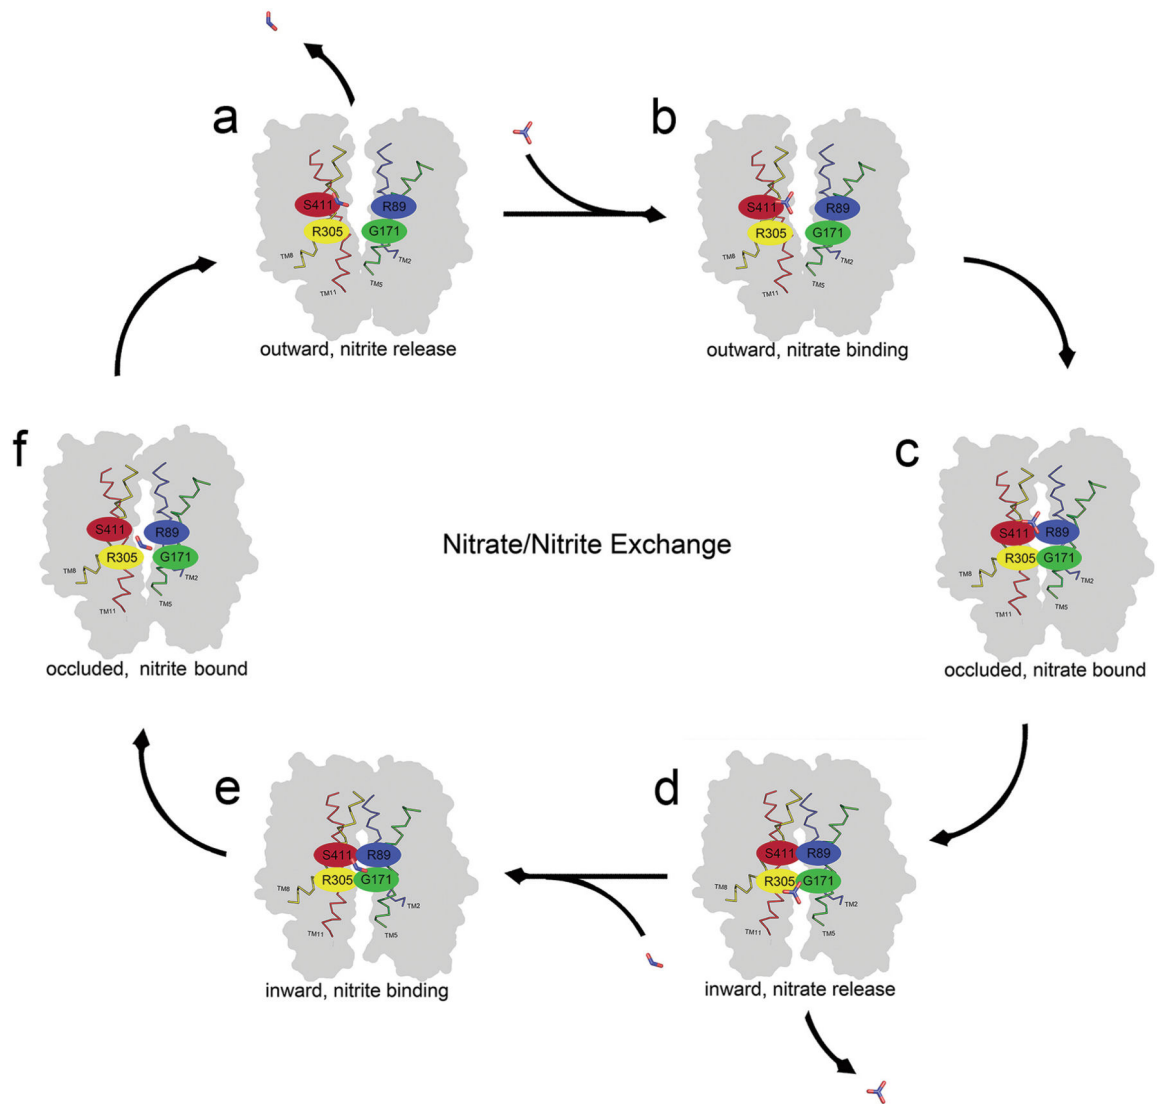 a
S411
R89
R305
G171
TM8
TM2
TM5
TM11
outward, nitrite release
b
S411
R89
R305
G171
TM8
TM2
TM5
TM11
outward, nitrate binding
f
S411
R89
R305
G171
TM8
TM2
TM5
TM11
occluded, nitrite bound
Nitrate/Nitrite Exchange
c
S411
R89
R305
G171
TM8
TM2
TM5
TM11
occluded, nitrate bound
e
S411
R89
R305
G171
TM8
TM2
TM5
TM11
inward, nitrite binding
d
S411
R89
R305
G171
TM8
TM2
TM5
TM11
inward, nitrate release